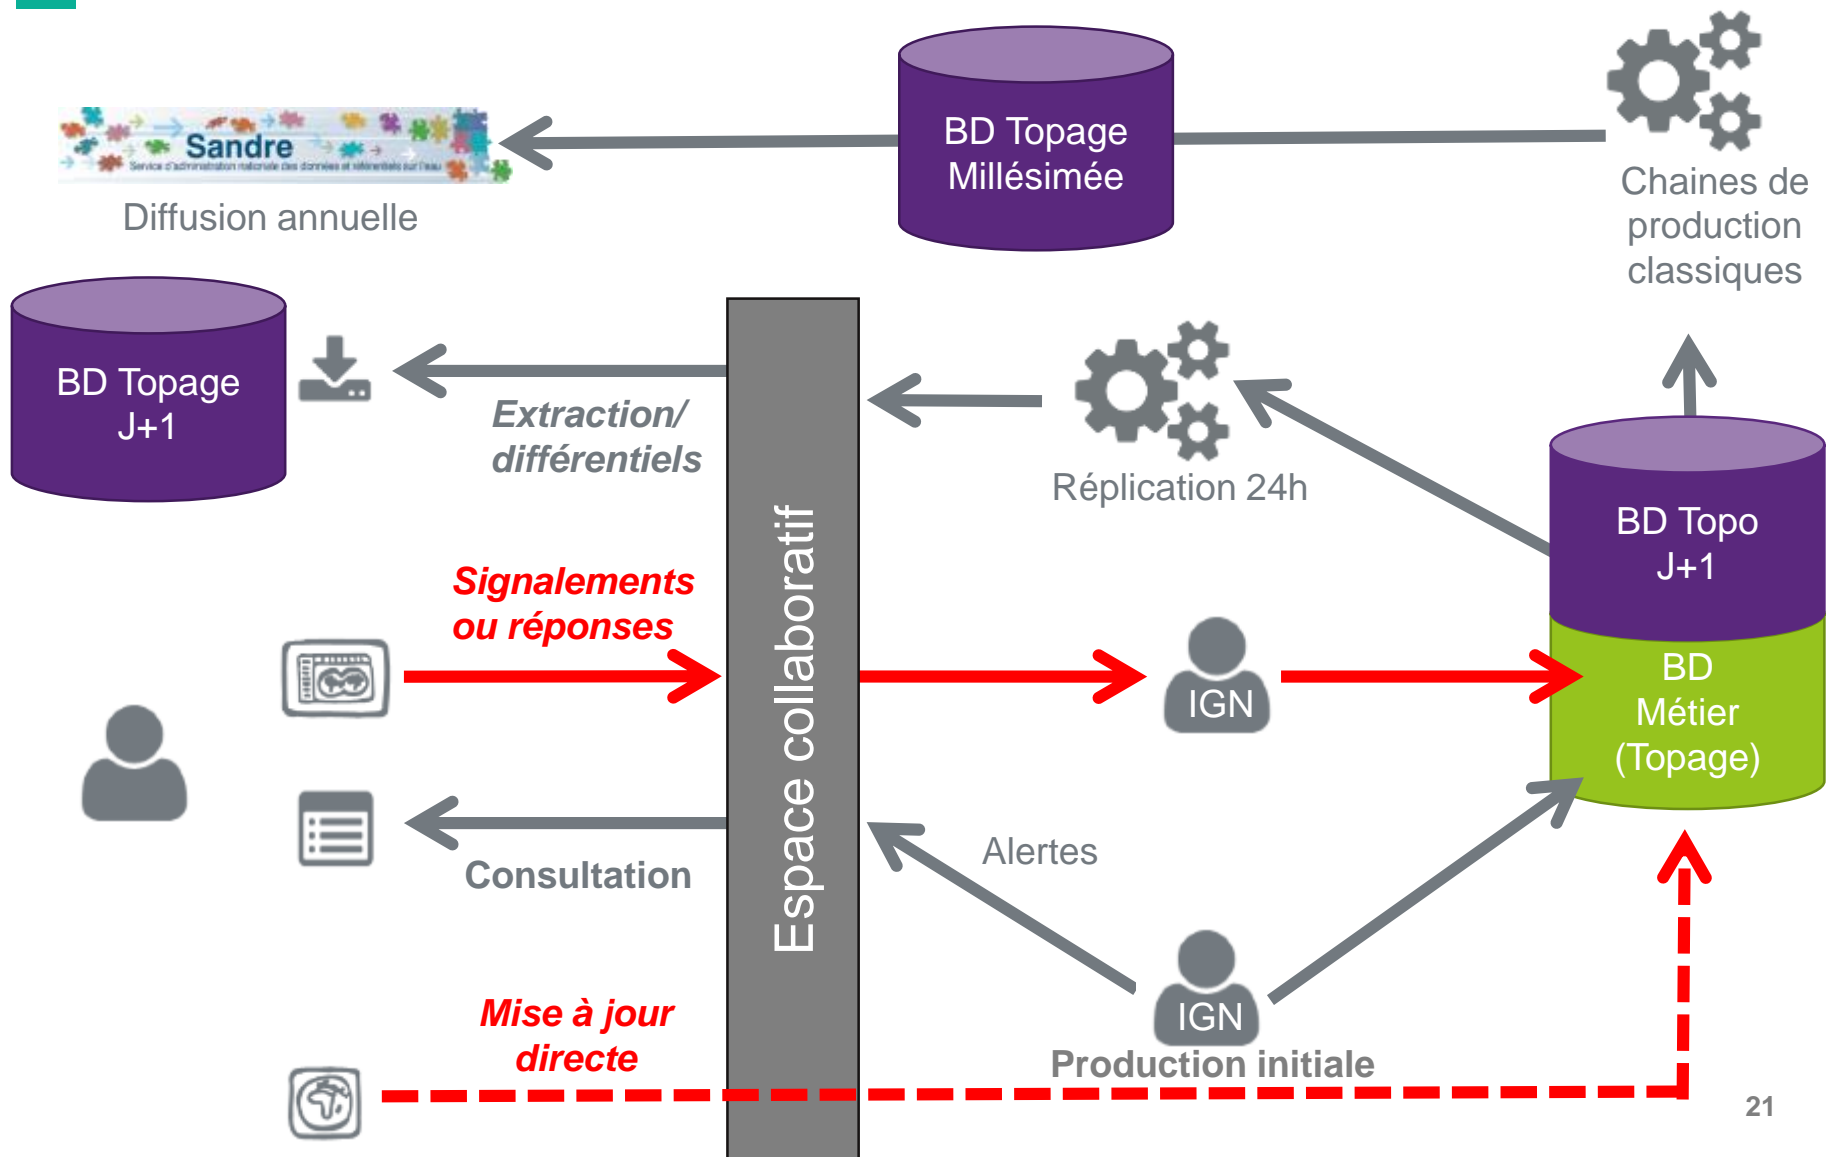 Sandre
Service d'administration nationale des données et référentiels sur l'eau
Diffusion annuelle
BD Topage
Millésimée
Chaines de
production
classiques
BD Topage
J+1
Extraction/
différentiels
Réplication 24h
BD Topo
J+1
Signalements
ou réponses
Espace collaboratif
IGN
BD
Métier
(Topage)
Consultation
Alertes
IGN
Production initiale
Mise à jour
directe
21